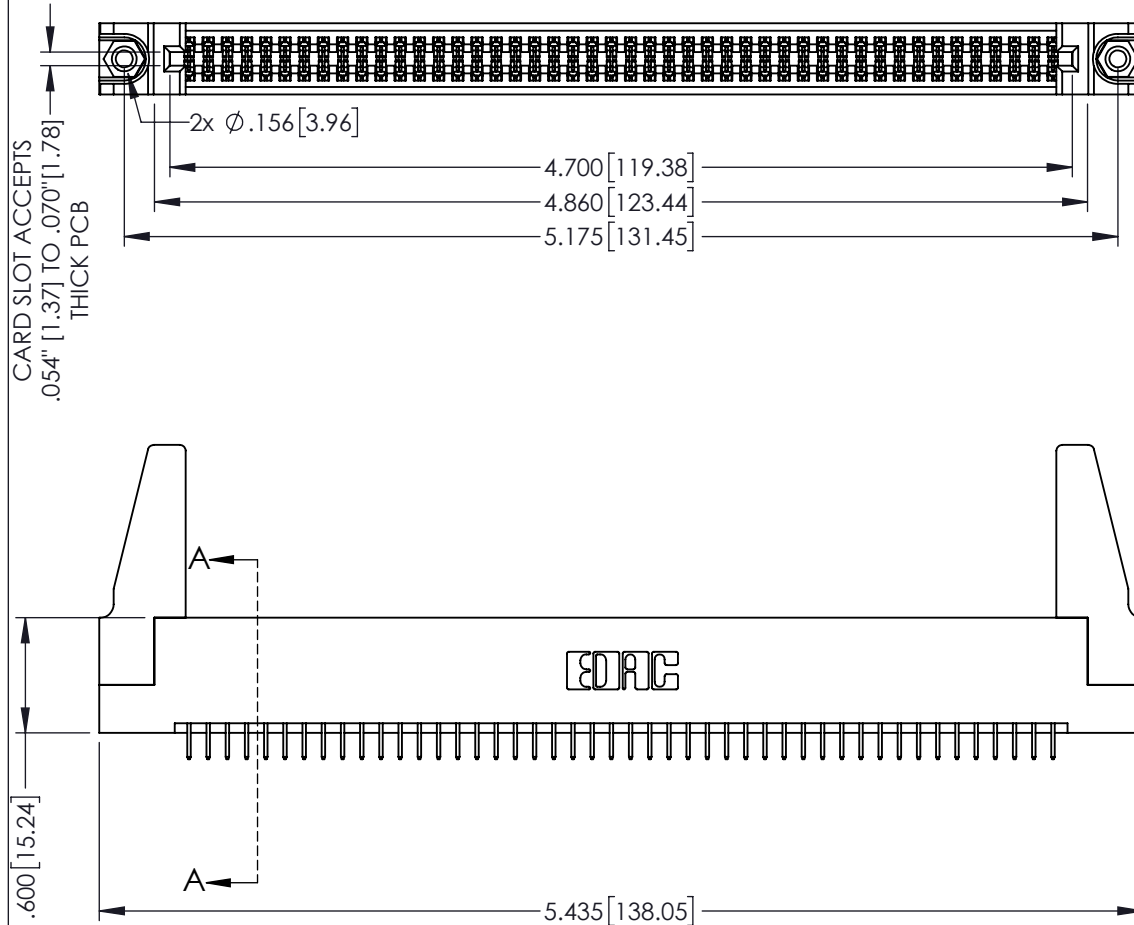 2x Ø.156[3.96]
4.700[119.38]
4.860[123.44]
5.175[131.45]
CARD SLOT ACCEPTS
.054" [1.37] TO .070"[1.78]
THICK PCB
A
EDAC
A
.600[15.24]
5.435[138.05]